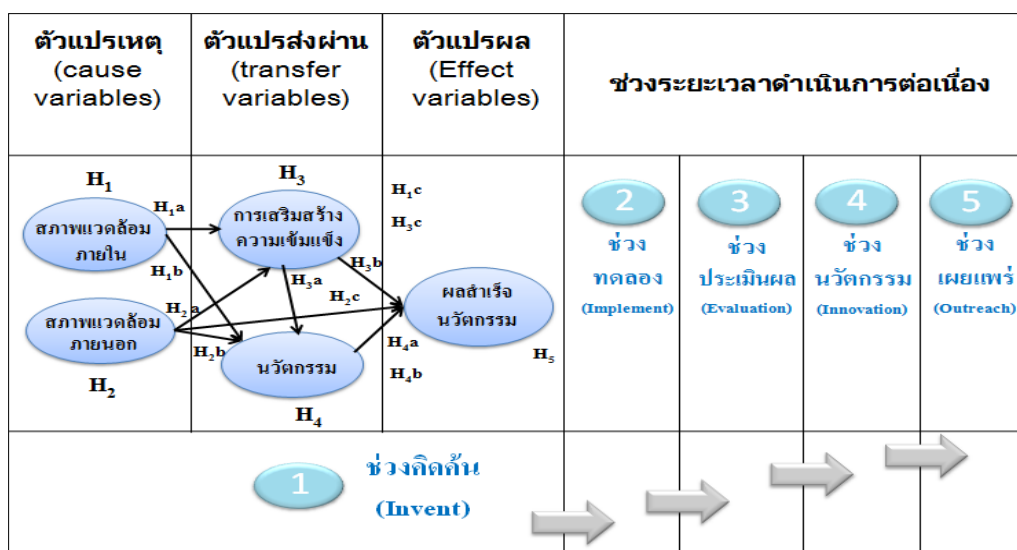 ตัวแปรเหตุ
(cause
variables)
ตัวแปรส่งผ่าน
(transfer
variables)
ตัวแปรผล
(Effect
variables)
ช่วงระยะเวลาดำเนินการต่อเนื่อง
H1
สภาพแวดล้อม
ภายใน
H1a
H1b
H2a
สภาพแวดล้อม
ภายนอก
H2b
H2
H3
การเสริมสร้าง
ความเข้มแข็ง
H3a
H3b
H2c
นวัตกรรม
H4
H1c
H3c
ผลสำเร็จ
นวัตกรรม
H4a
H4b
H5
2
ช่วง
ทดลอง
(Implement)
3
ช่วง
ประเมินผล
(Evaluation)
4
ช่วง
นวัตกรรม
(Innovation)
5
ช่วง
เผยแพร่
(Outreach)
1
ช่วงคิดค้น
(Invent)